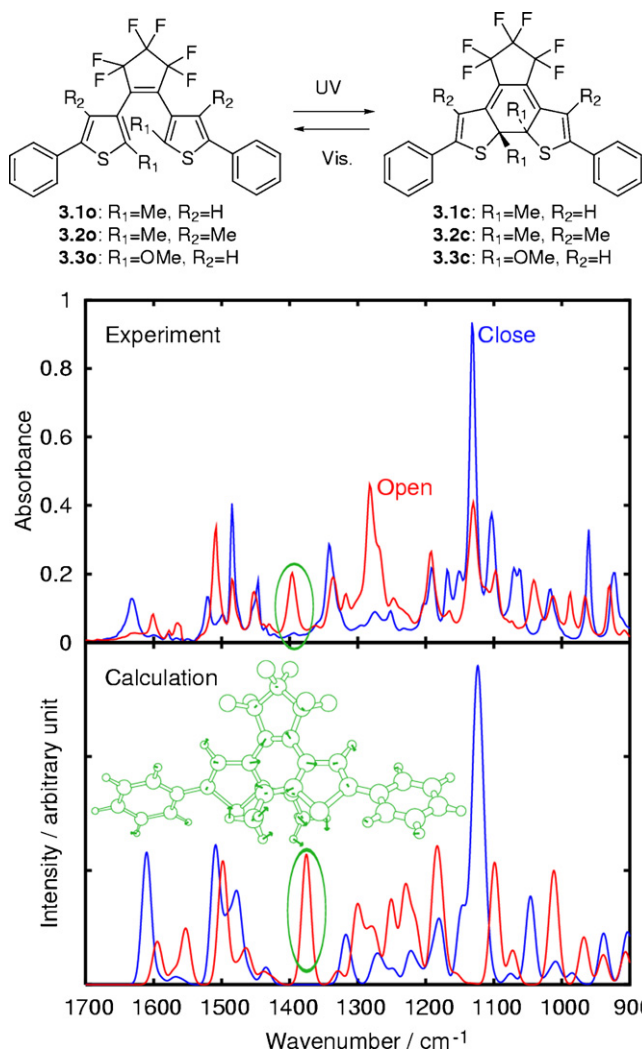 F F F F F F
R2 R2
R1 R1
S S
UV
Vis.
F F F F F F
R2 R2
R1 R1
S S
3.1o: R1=Me, R2=H
3.2o: R1=Me, R2=Me
3.3o: R1=OMe, R2=H
3.1c: R1=Me, R2=H
3.2c: R1=Me, R2=Me
3.3c: R1=OMe, R2=H
1
Experiment
Close
0.8
0.6
Absorbance
Open
0.4
0.2
0
Calculation
Intensity / arbitrary unit
1700 1600 1500 1400 1300 1200 1100 1000 900
Wavenumber / cm-1